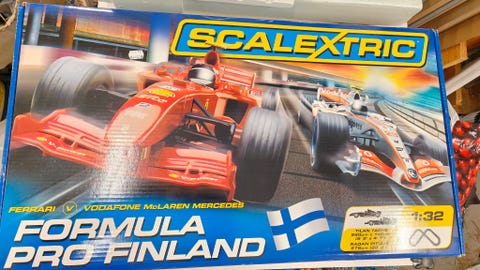 SCALEXTRIC
FERRARI V VODAFONE McLAREN MERCEDES
FORMULA
PRO FINLAND
1:32